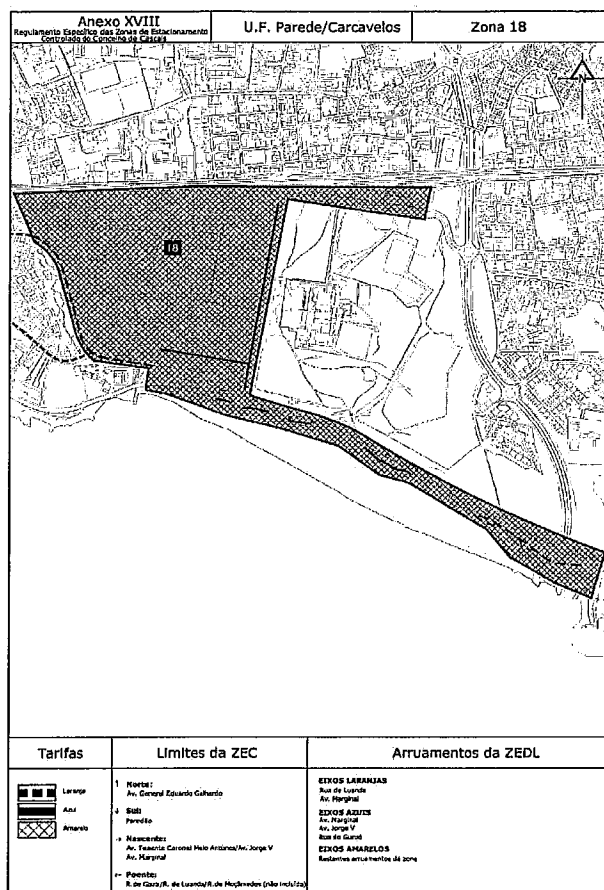 Anexo XVIII
Regulamento Específico das Zonas de Estacionamento
Controlado do Concelho de Cascais
U.F. Parede/Carcavelos
Zona 18
N
18
Tarifas
Laranja
Azul
Amarelo
Limites da ZEC
↑ Norte:
Av. General Eduardo Galhardo
↓ Sul:
Paredão
→ Nascente:
Av. Tenente Coronel Melo Antunes/Av. Jorge V
Av. Marginal
← Poente:
R. de Gaza/R. de Luanda/R. de Moçâmedes (não incluída)
Arruamentos da ZEDL
EIXOS LARANJAS
Rua de Luanda
Av. Marginal
EIXOS AZUIS
Av. Marginal
Av. Jorge V
Rua do Gurué
EIXOS AMARELOS
Restantes arruamentos da zona